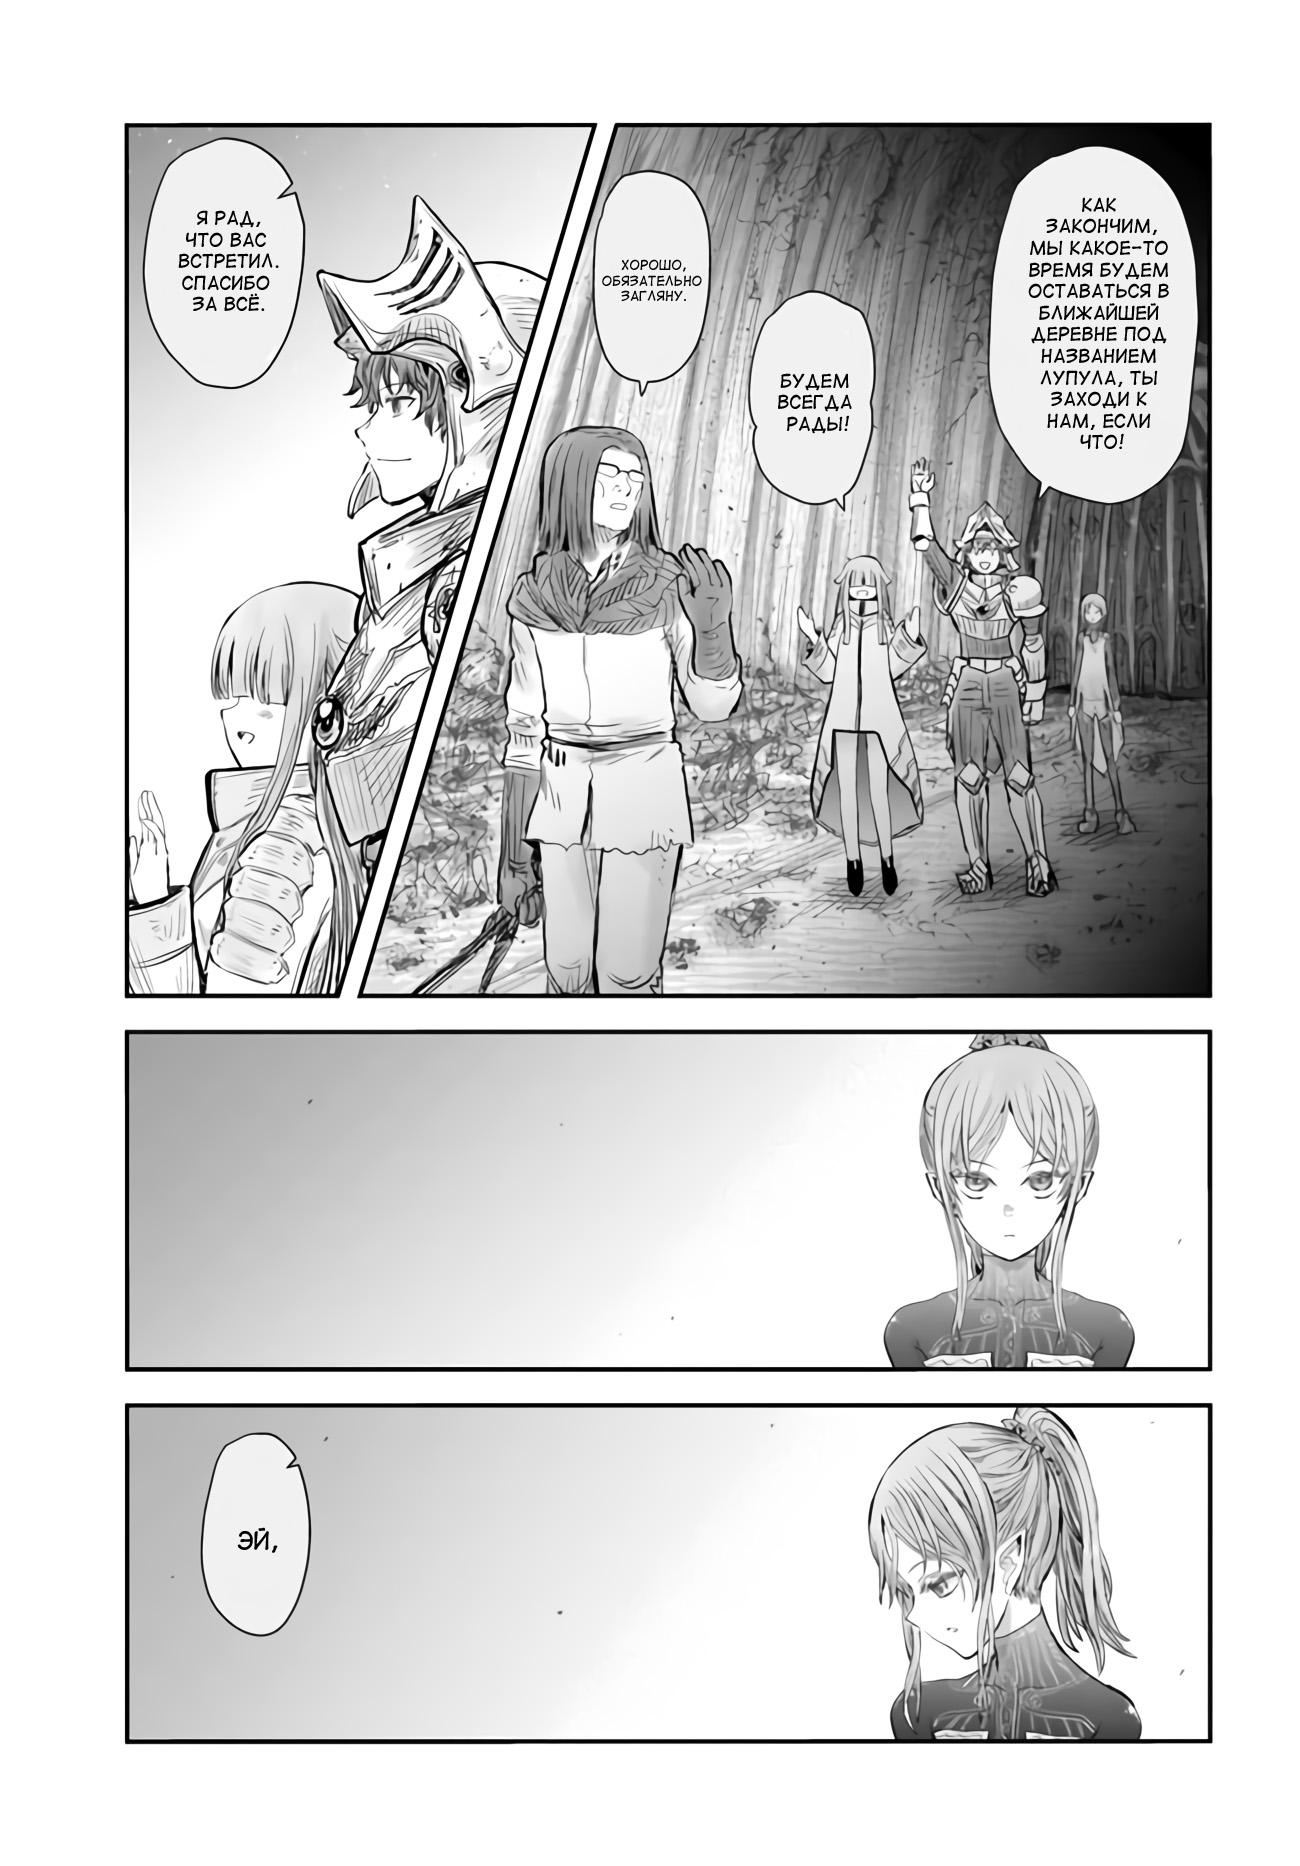 КАК
ЗАКОНЧИМ,
МЫ КАКОЕ-ТО
ВРЕМЯ БУДЕМ
ОСТАВАТЬСЯ В
БЛИЖАЙШЕЙ
ДЕРЕВНЕ ПОД
НАЗВАНИЕМ
ЛУПУЛА, ТЫ
ЗАХОДИ К
НАМ, ЕСЛИ
ЧТО!
БУДЕМ
ВСЕГДА
РАДЫ!
ХОРОШО,
ОБЯЗАТЕЛЬНО
ЗАГЛЯНУ.
Я РАД,
ЧТО ВАС
ВСТРЕТИЛ.
СПАСИБО
ЗА ВСЁ.
ЭЙ,